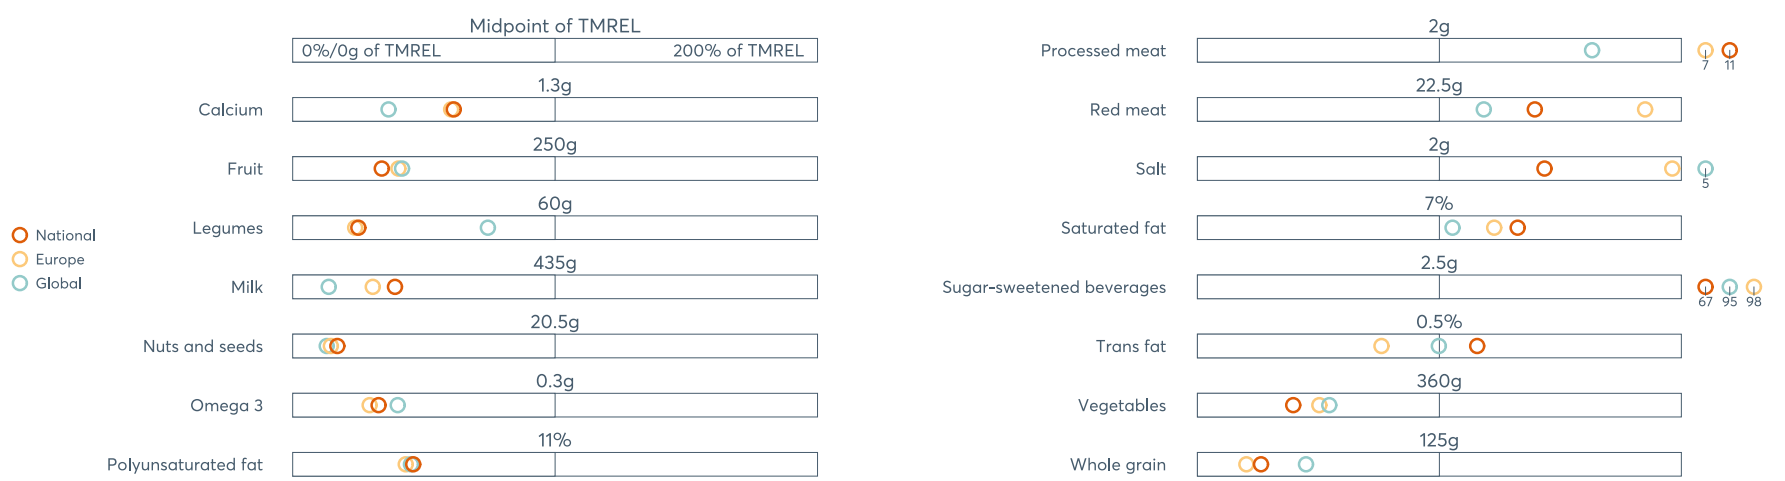 Midpoint of TMREL
0%/0g of TMREL 200% of TMREL
1.3g
Calcium
250g
Fruit
60g
Legumes
435g
Milk
20.5g
Nuts and seeds
0.3g
Omega 3
11%
Polyunsaturated fat
National
Europe
Global
2g
Processed meat
7 11
22.5g
Red meat
2g
Salt
5
7%
Saturated fat
2.5g
Sugar-sweetened beverages
67 95 98
0.5%
Trans fat
360g
Vegetables
125g
Whole grain